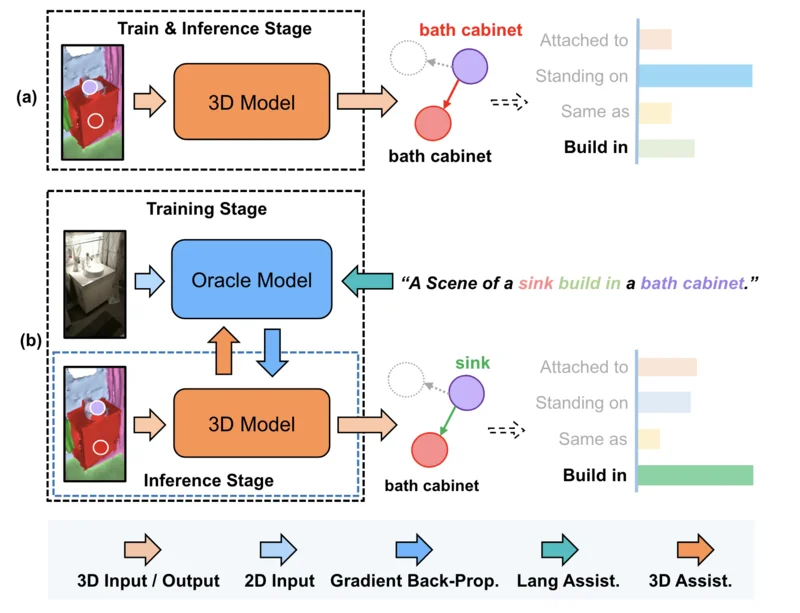 Train & Inference Stage
(a)
3D Model
bath cabinet
bath cabinet
Attached to
Standing on
Same as
Build in
Training Stage
Oracle Model
“A Scene of a sink build in a bath cabinet.”
(b)
3D Model
Inference Stage
sink
bath cabinet
Attached to
Standing on
Same as
Build in
3D Input / Output
2D Input
Gradient Back-Prop.
Lang Assist.
3D Assist.